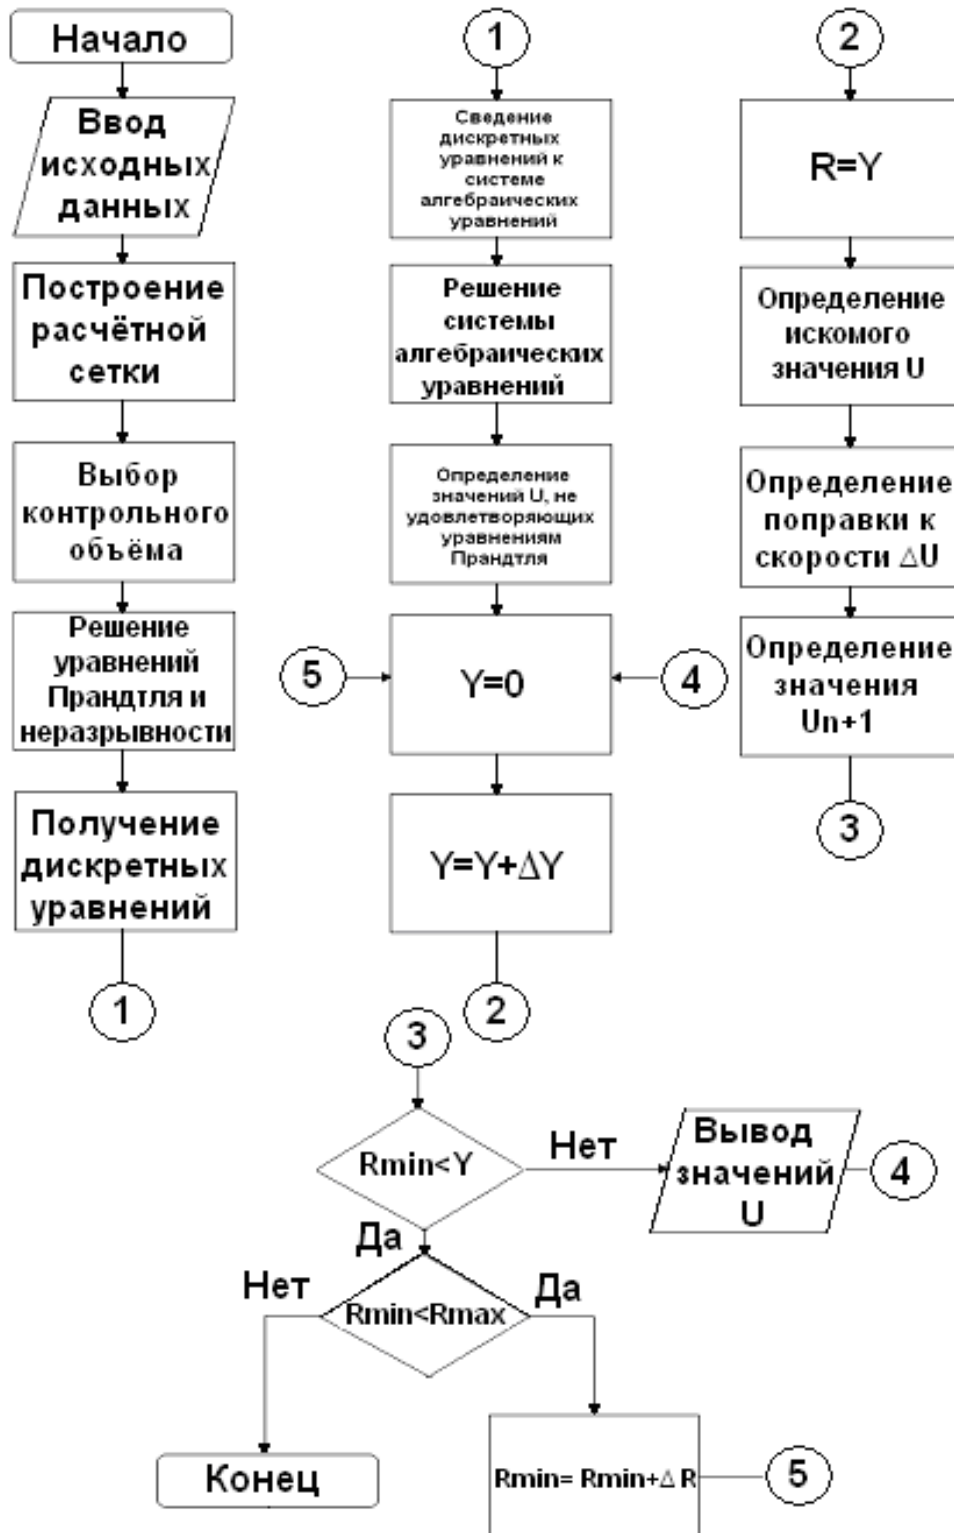 Начало
Ввод
исходных
данных
Построение
расчётной
сетки
Выбор
контрольного
объёма
Решение
уравнений
Прандтля и
неразрывности
Получение
дискретных
уравнений
1
1
Сведение
дискретных
уравнений к
системе
алгебраических
уравнений
Решение
системы
алгебраических
уравнений
Определение
значений U, не
удовлетворяющих
уравнениям
Прандтля
5
Y=0
4
Y=Y+ΔY
2
2
R=Y
Определение
искомого
значения U
Определение
поправки к
скорости ΔU
Определение
значения
Un+1
3
3
Rmin<Y
Нет
Вывод
значений
U
4
Да
Нет
Rmin<Rmax
Да
Конец
Rmin= Rmin+Δ R
5